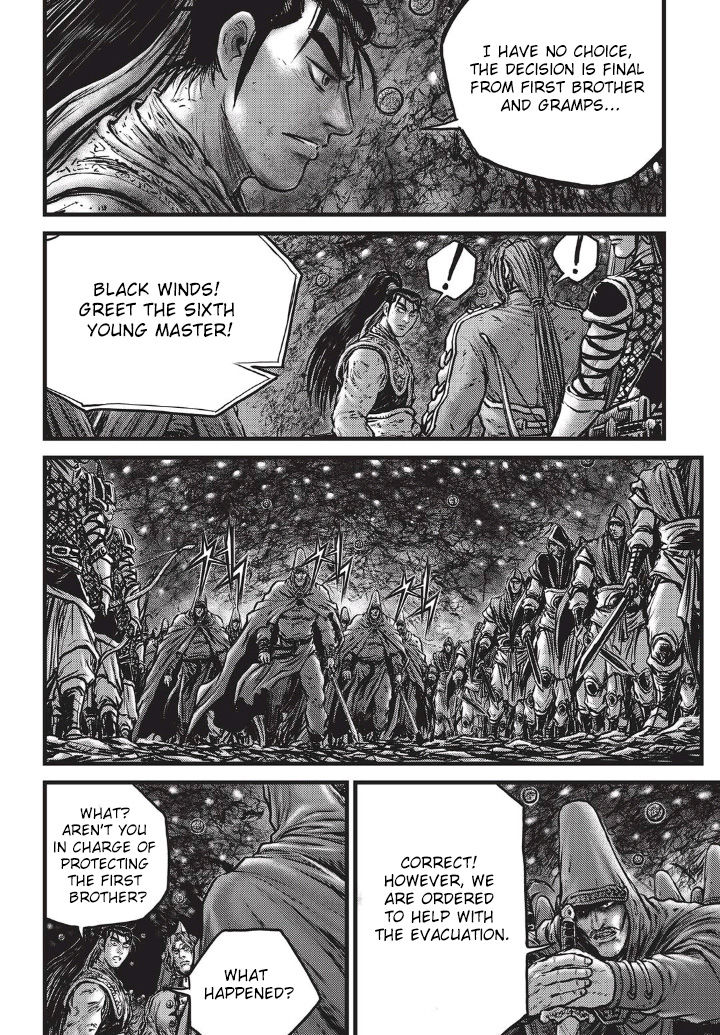 I HAVE NO CHOICE,
THE DECISION IS FINAL
FROM FIRST BROTHER
AND GRAMPS...
BLACK WINDS!
GREET THE SIXTH
YOUNG MASTER!
!
!
WHAT?
AREN'T YOU
IN CHARGE OF
PROTECTING
THE FIRST
BROTHER?
WHAT
HAPPENED?
CORRECT!
HOWEVER, WE
ARE ORDERED
TO HELP WITH
THE EVACUATION.